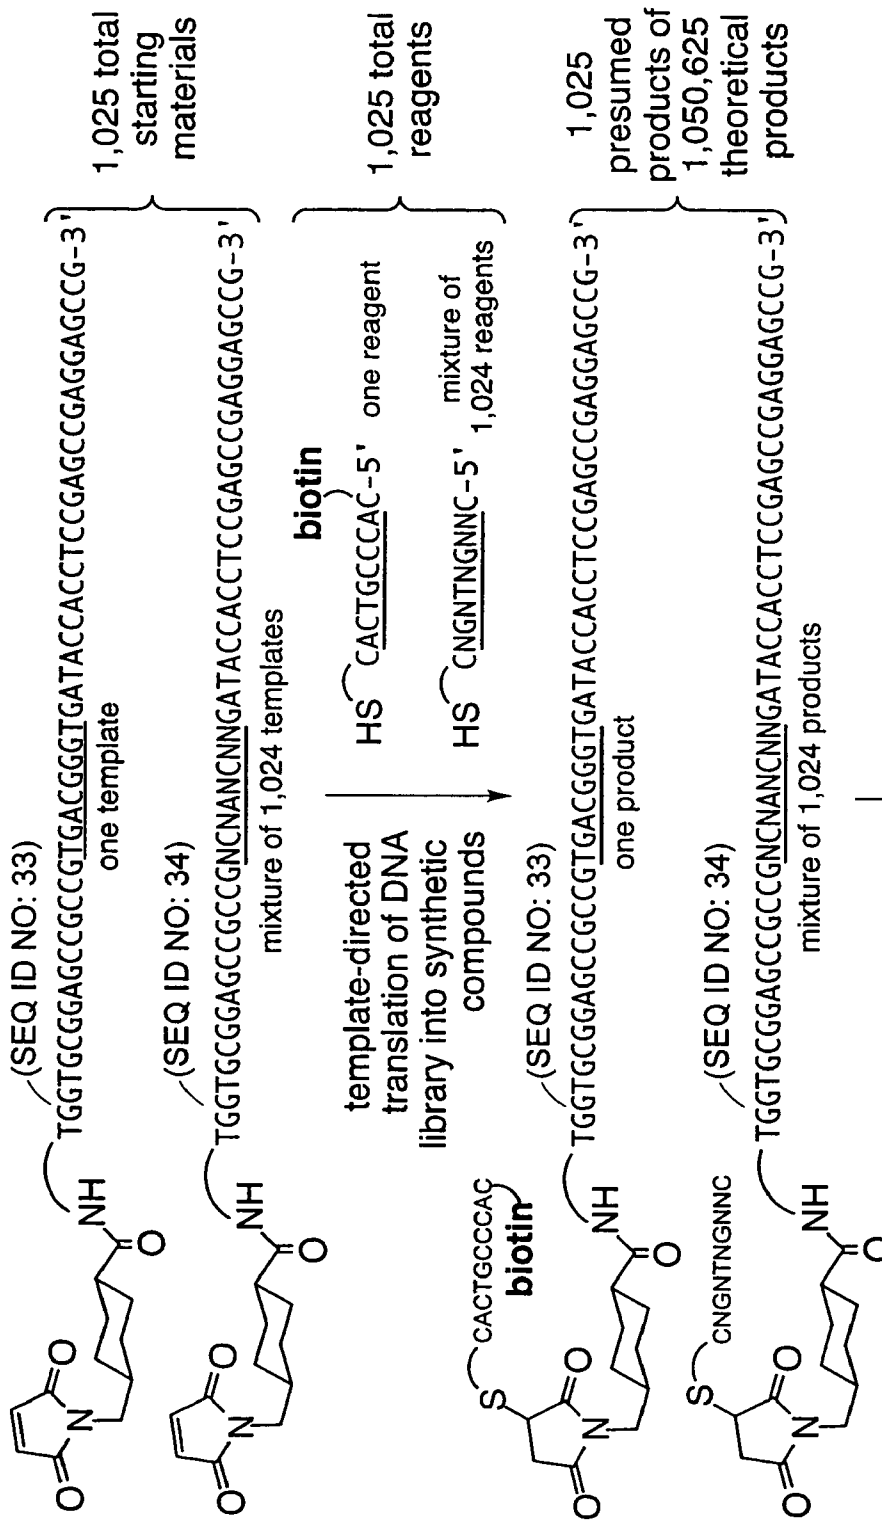 (SEQ ID NO: 33)
TGGTGCGGAGCCGCCGTGACGGGTGATACCACCTCCGAGCCGAGGAGCCG-3'
one template
(SEQ ID NO: 34)
TGGTGCGGAGCCGCCGNCNANCNNGATACCACCTCCGAGCCGAGGAGCCG-3'
mixture of 1,024 templates
NH
O
O
N
O
NH
O
O
N
O
1,025 total
starting
materials
template-directed
translation of DNA
library into synthetic
compounds
biotin
HS CACTGCCCAC-5' one reagent
HS CNGNTNGNNC-5' mixture of
1,024 reagents
1,025 total
reagents
S CACTGCCCAC
biotin
(SEQ ID NO: 33)
TGGTGCGGAGCCGCCGTGACGGGTGATACCACCTCCGAGCCGAGGAGCCG-3'
one product
NH
O
O
N
O
S CNGNTNGNNC
(SEQ ID NO: 34)
TGGTGCGGAGCCGCCGNCNANCNNGATACCACCTCCGAGCCGAGGAGCCG-3'
mixture of 1,024 products
NH
O
O
N
O
1,025
presumed
products of
1,050,625
theoretical
products